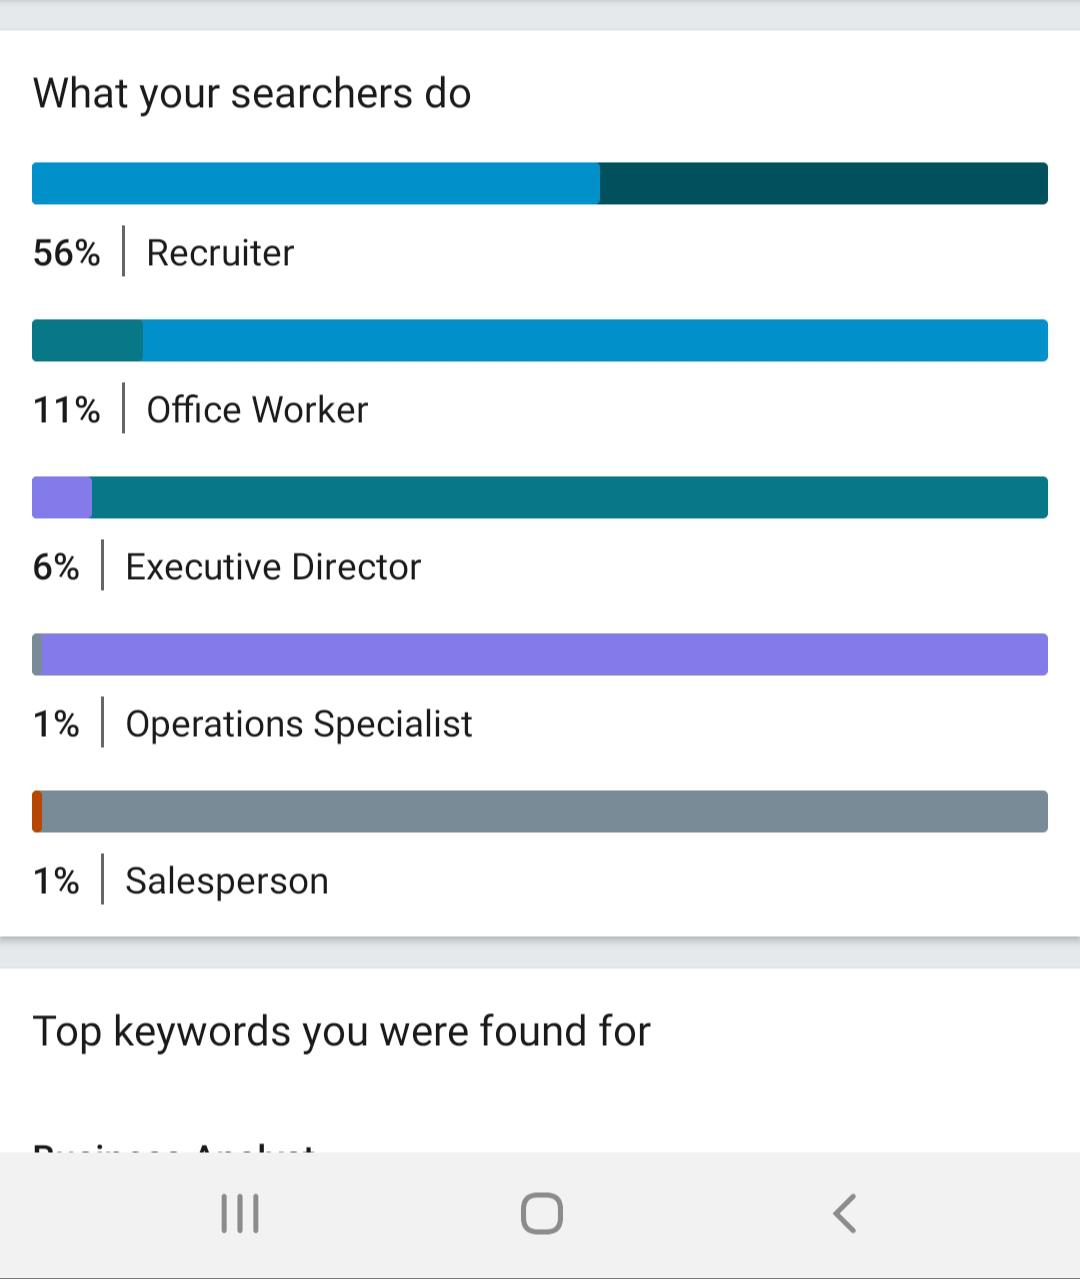 What your searchers do
56% | Recruiter
11% | Office Worker
6% | Executive Director
1% | Operations Specialist
1% | Salesperson
Top keywords you were found for